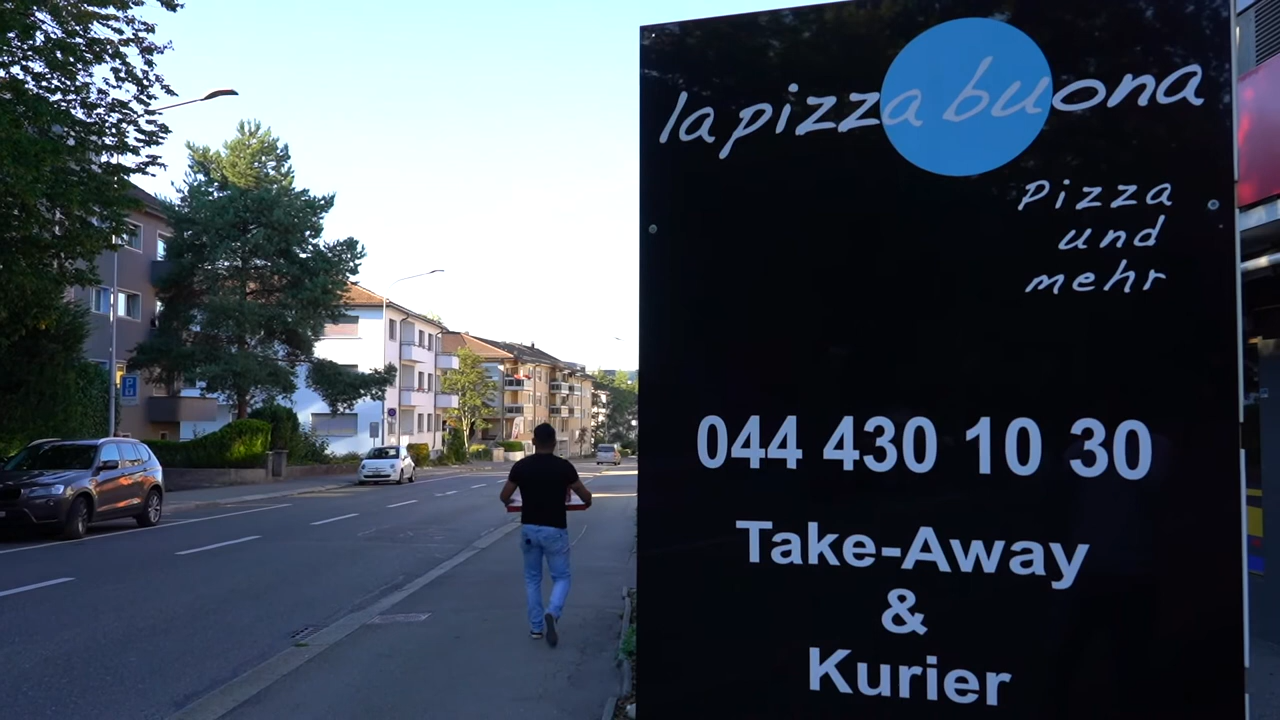 la pizza buona
Pizza
und
mehr
044 430 10 30
Take-Away
&
Kurier
P